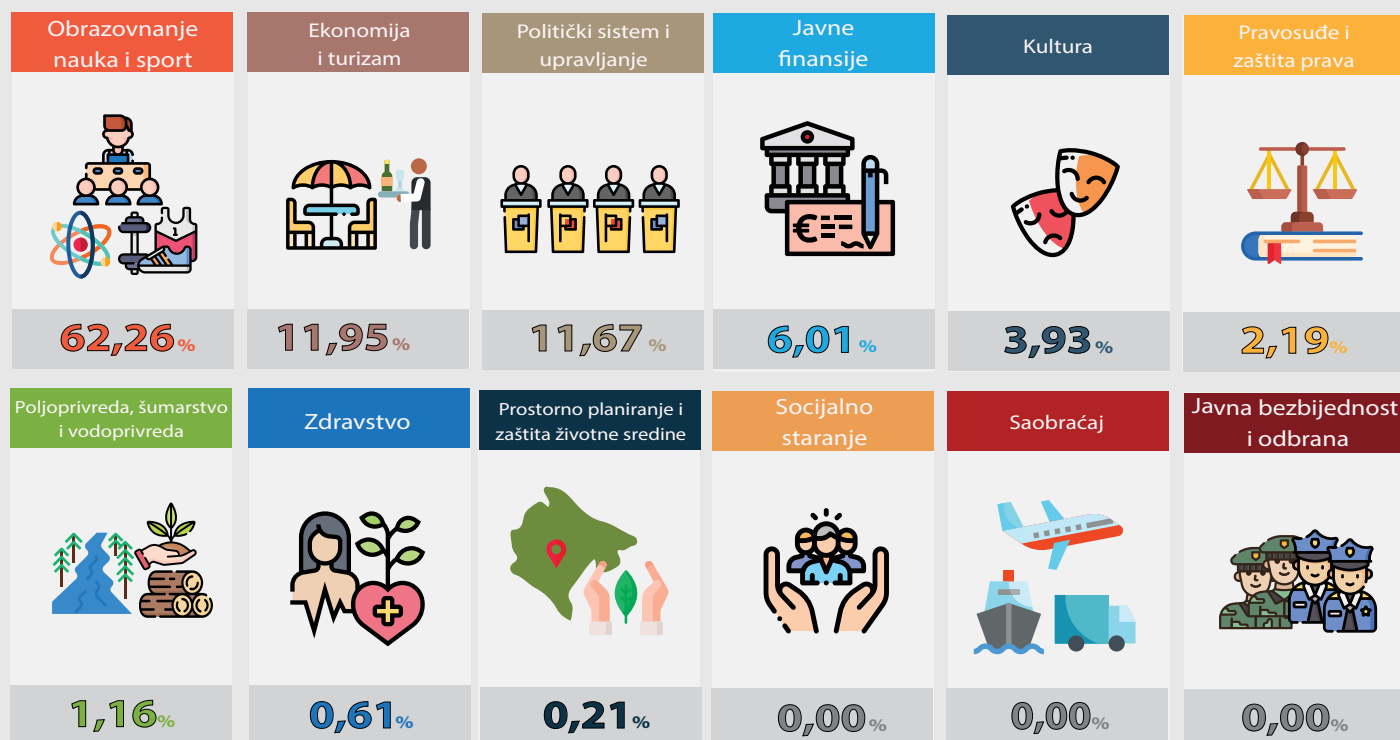 Obrazovnanje
nauka i sport
62,26%
Ekonomija
i turizam
11,95%
Politički sistem i
upravljanje
11,67%
Javne
finansije
6,01%
Kultura
3,93%
Pravosuđe i
zaštita prava
2,19%
Poljoprivreda, šumarstvo
i vodoprivreda
1,16%
Zdravstvo
0,61%
Prostorno planiranje i
zaštita životne sredine
0,21%
Socijalno
staranje
0,00%
Saobraćaj
0,00%
Javna bezbijednost
i odbrana
0,00%